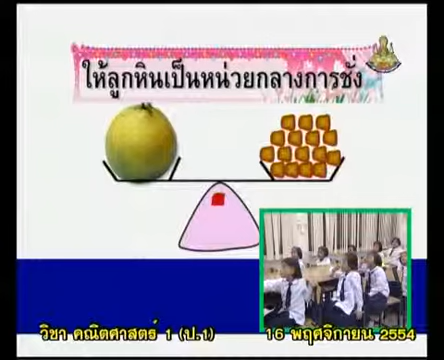 ให้ลูกหินเป็นหน่วยกลางการชั่ง
วิชา คณิตศาสตร์ 1 (ป.1)
16 พฤศจิกายน 2554